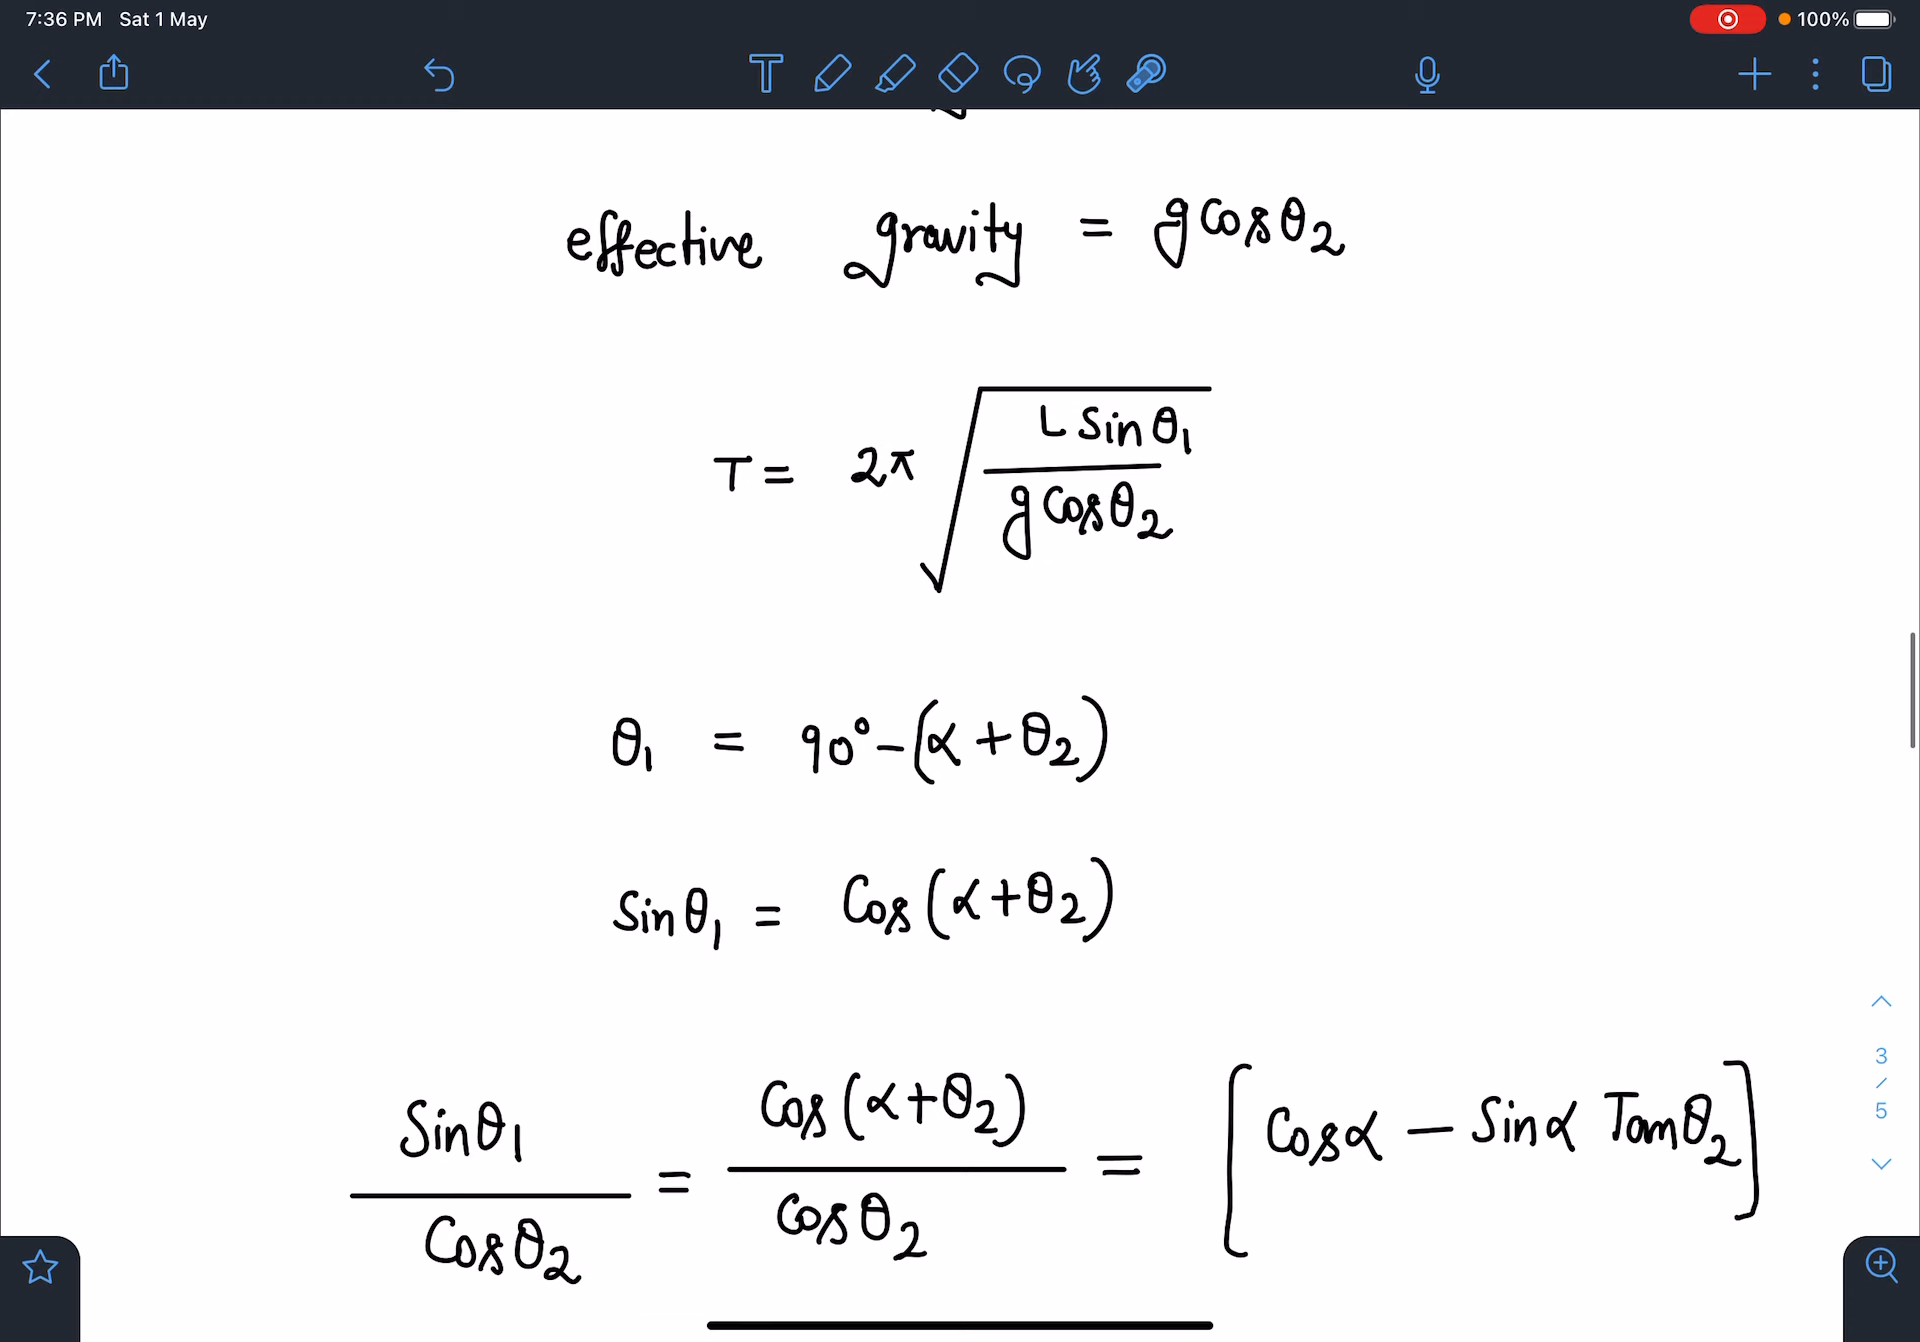 7:36 PM Sat 1 May 100%
T
effective gravity = g Cosθ2
T = 2π √(L Sinθ1 / g Cosθ2)
θ1 = 90° - (α + θ2)
Sinθ1 = Cos(α+θ2)
Sinθ1 / Cosθ2 = Cos(α+θ2) / Cosθ2 = [Cosα - Sinα Tanθ2]
3
/
5